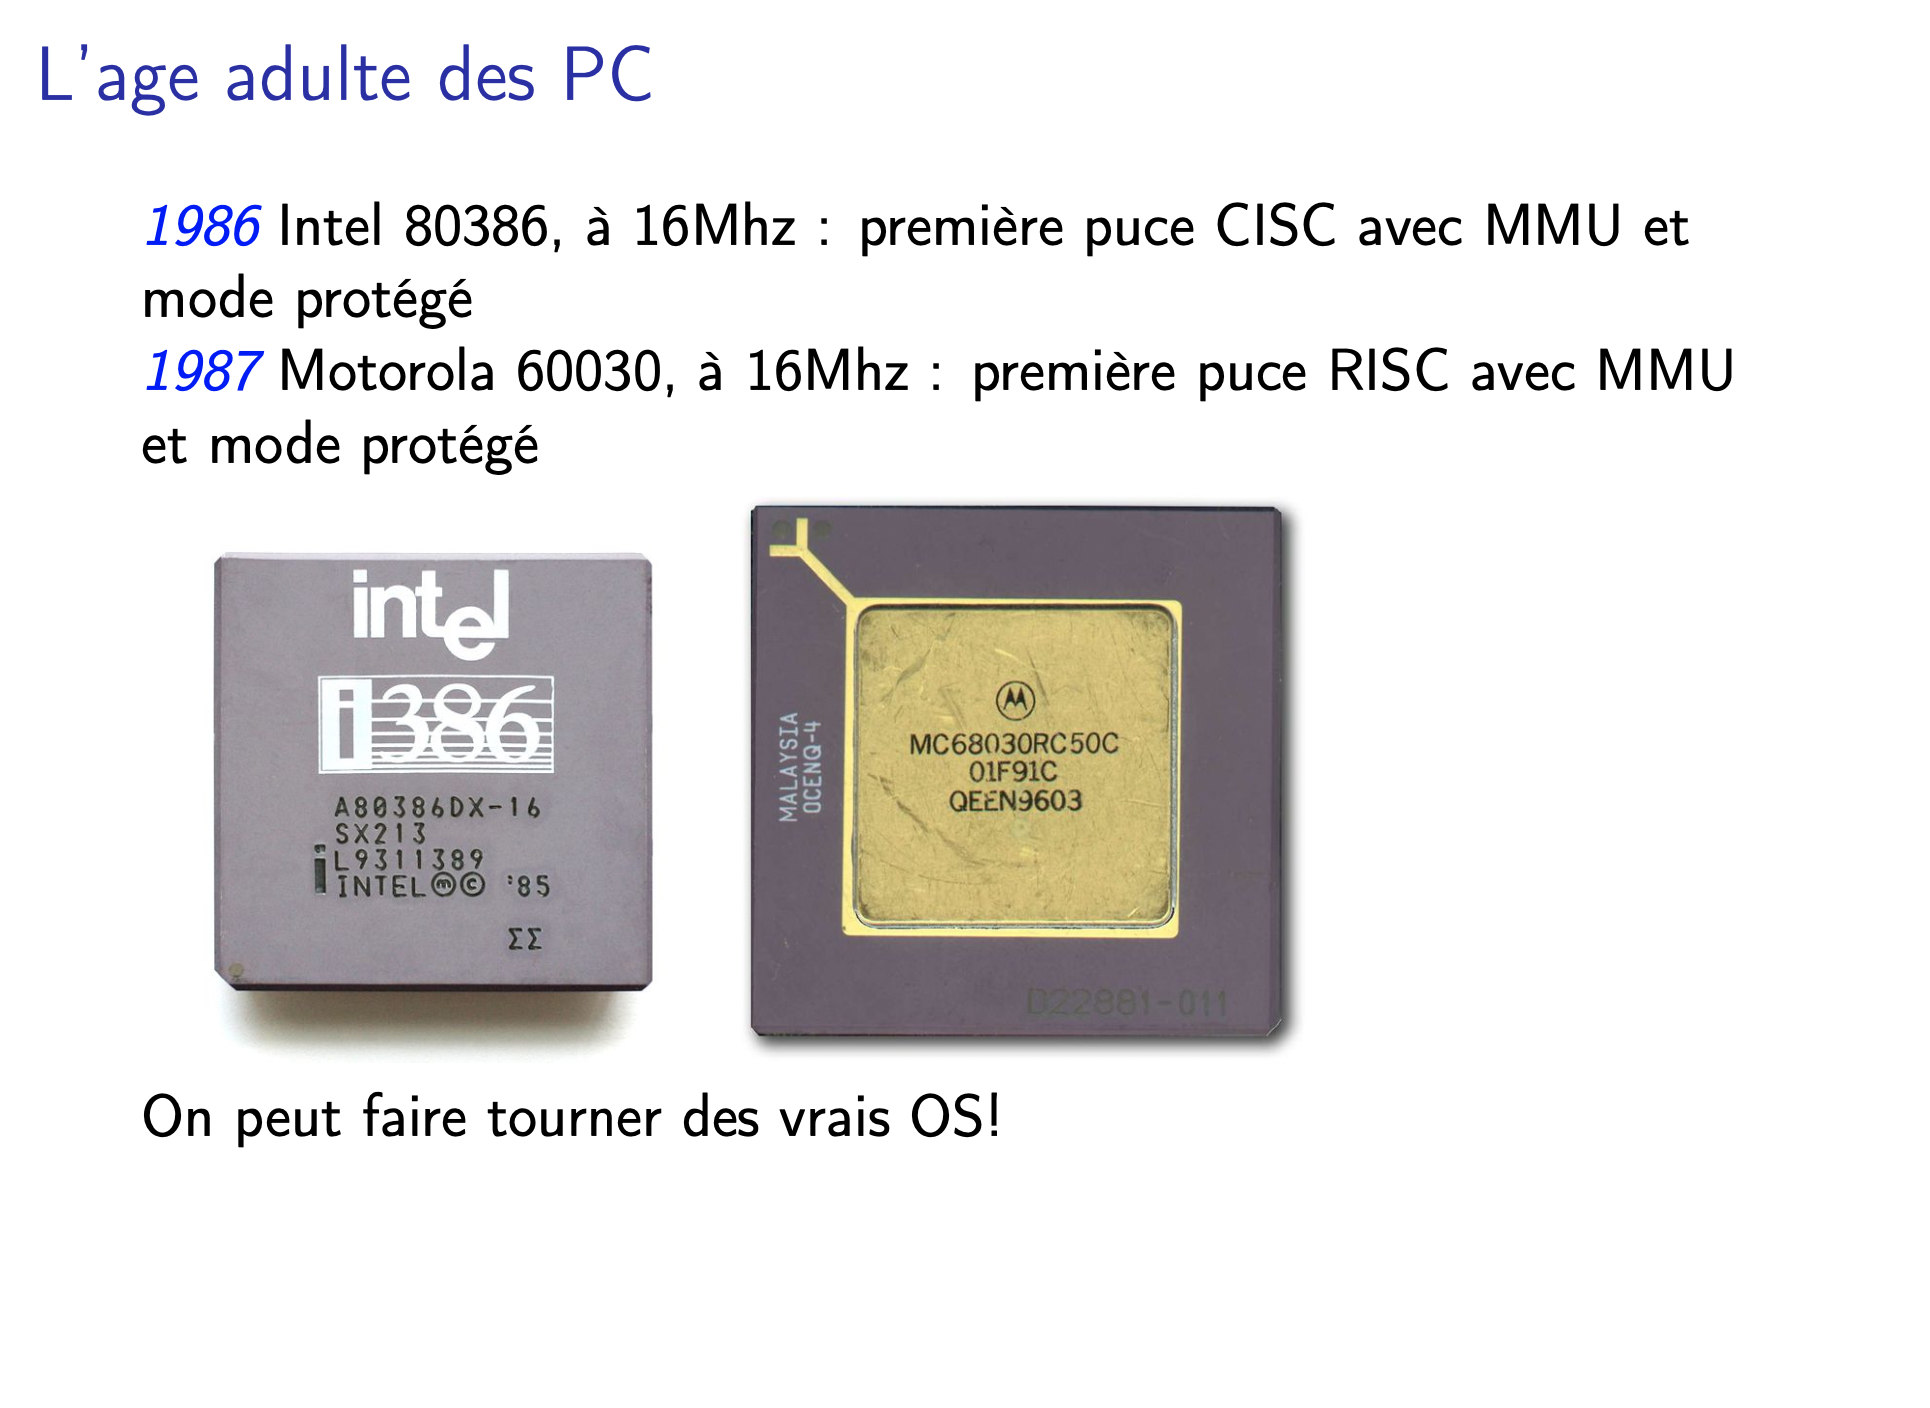 L'age adulte des PC
1986 Intel 80386, à 16Mhz : première puce CISC avec MMU et
mode protégé
1987 Motorola 60030, à 16Mhz : première puce RISC avec MMU
et mode protégé
intel
i386
A80386DX-16
SX213
L9311389
INTEL Ⓜ © '85
ΣΣ
MALAYSIA
OCENQ-4
MC68030RC50C
01F91C
QEEN9603
D22881-011
On peut faire tourner des vrais OS!